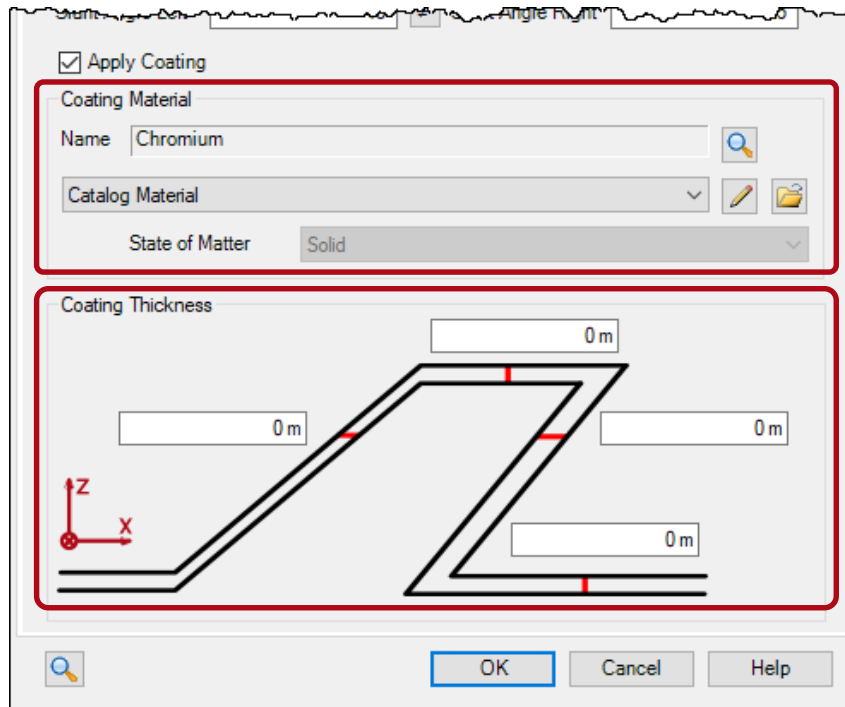 Angle Right
Apply Coating
Coating Material
Name Chromium
Catalog Material
State of Matter Solid
Coating Thickness
0 m
0 m 0 m
Z
X
0 m
OK Cancel Help